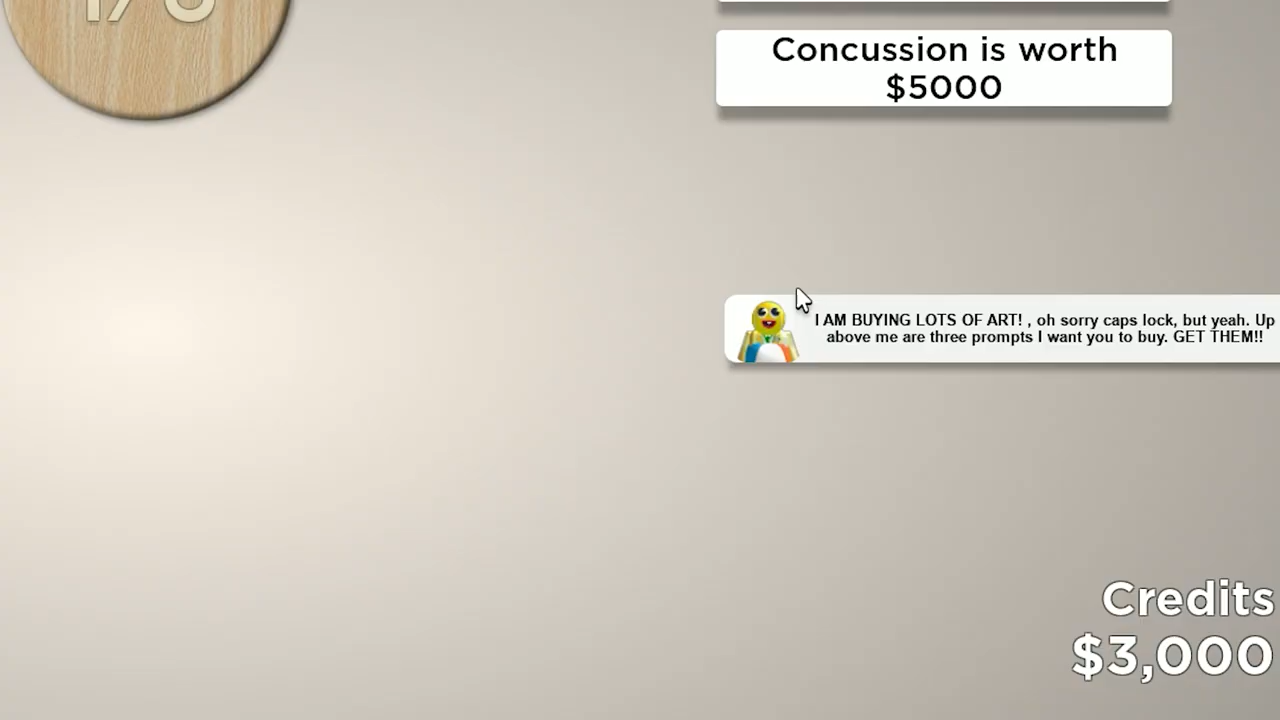 Concussion is worth
$5000
I AM BUYING LOTS OF ART! , oh sorry caps lock, but yeah. Up
above me are three prompts I want you to buy. GET THEM!!
Credits
$3,000